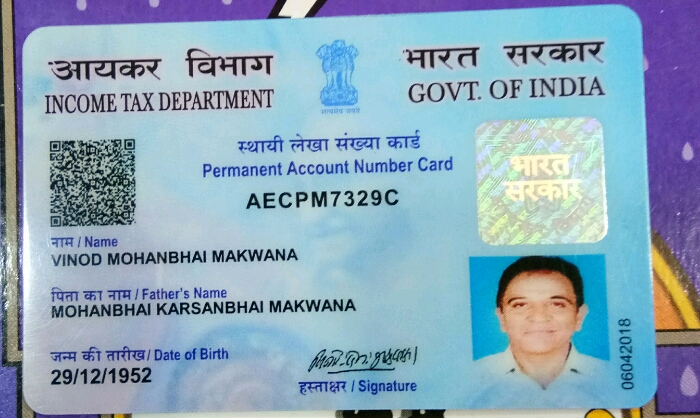 आयकर विभाग
INCOME TAX DEPARTMENT
सत्यमेव जयते
भारत सरकार
GOVT. OF INDIA
स्थायी लेखा संख्या कार्ड
Permanent Account Number Card
AECPM7329C
भारत
सरकार
नाम / Name
VINOD MOHANBHAI MAKWANA
पिता का नाम / Father's Name
MOHANBHAI KARSANBHAI MAKWANA
जन्म की तारीख / Date of Birth
29/12/1952
हस्ताक्षर / Signature
06042018